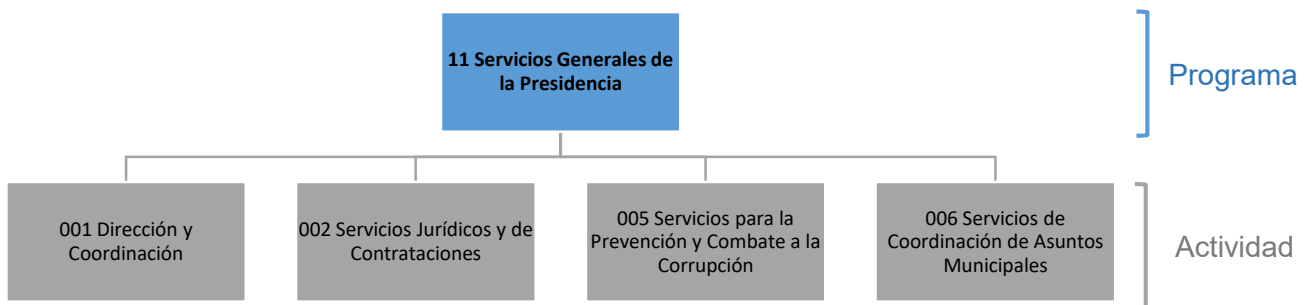 11 Servicios Generales de
la Presidencia
Programa
001 Dirección y
Coordinación
002 Servicios Jurídicos y de
Contrataciones
005 Servicios para la
Prevención y Combate a la
Corrupción
006 Servicios de
Coordinación de Asuntos
Municipales
Actividad